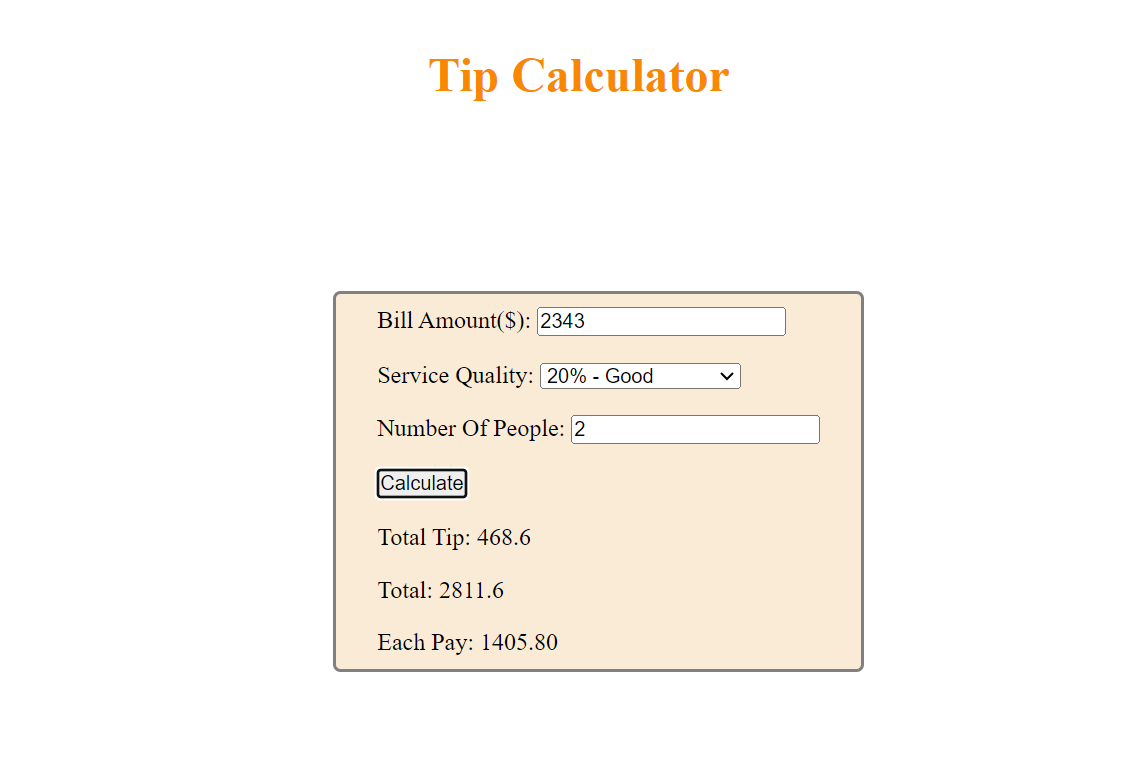 Tip Calculator
Bill Amount($): 2343
Service Quality: 20% - Good
Number Of People: 2
Calculate
Total Tip: 468.6
Total: 2811.6
Each Pay: 1405.80